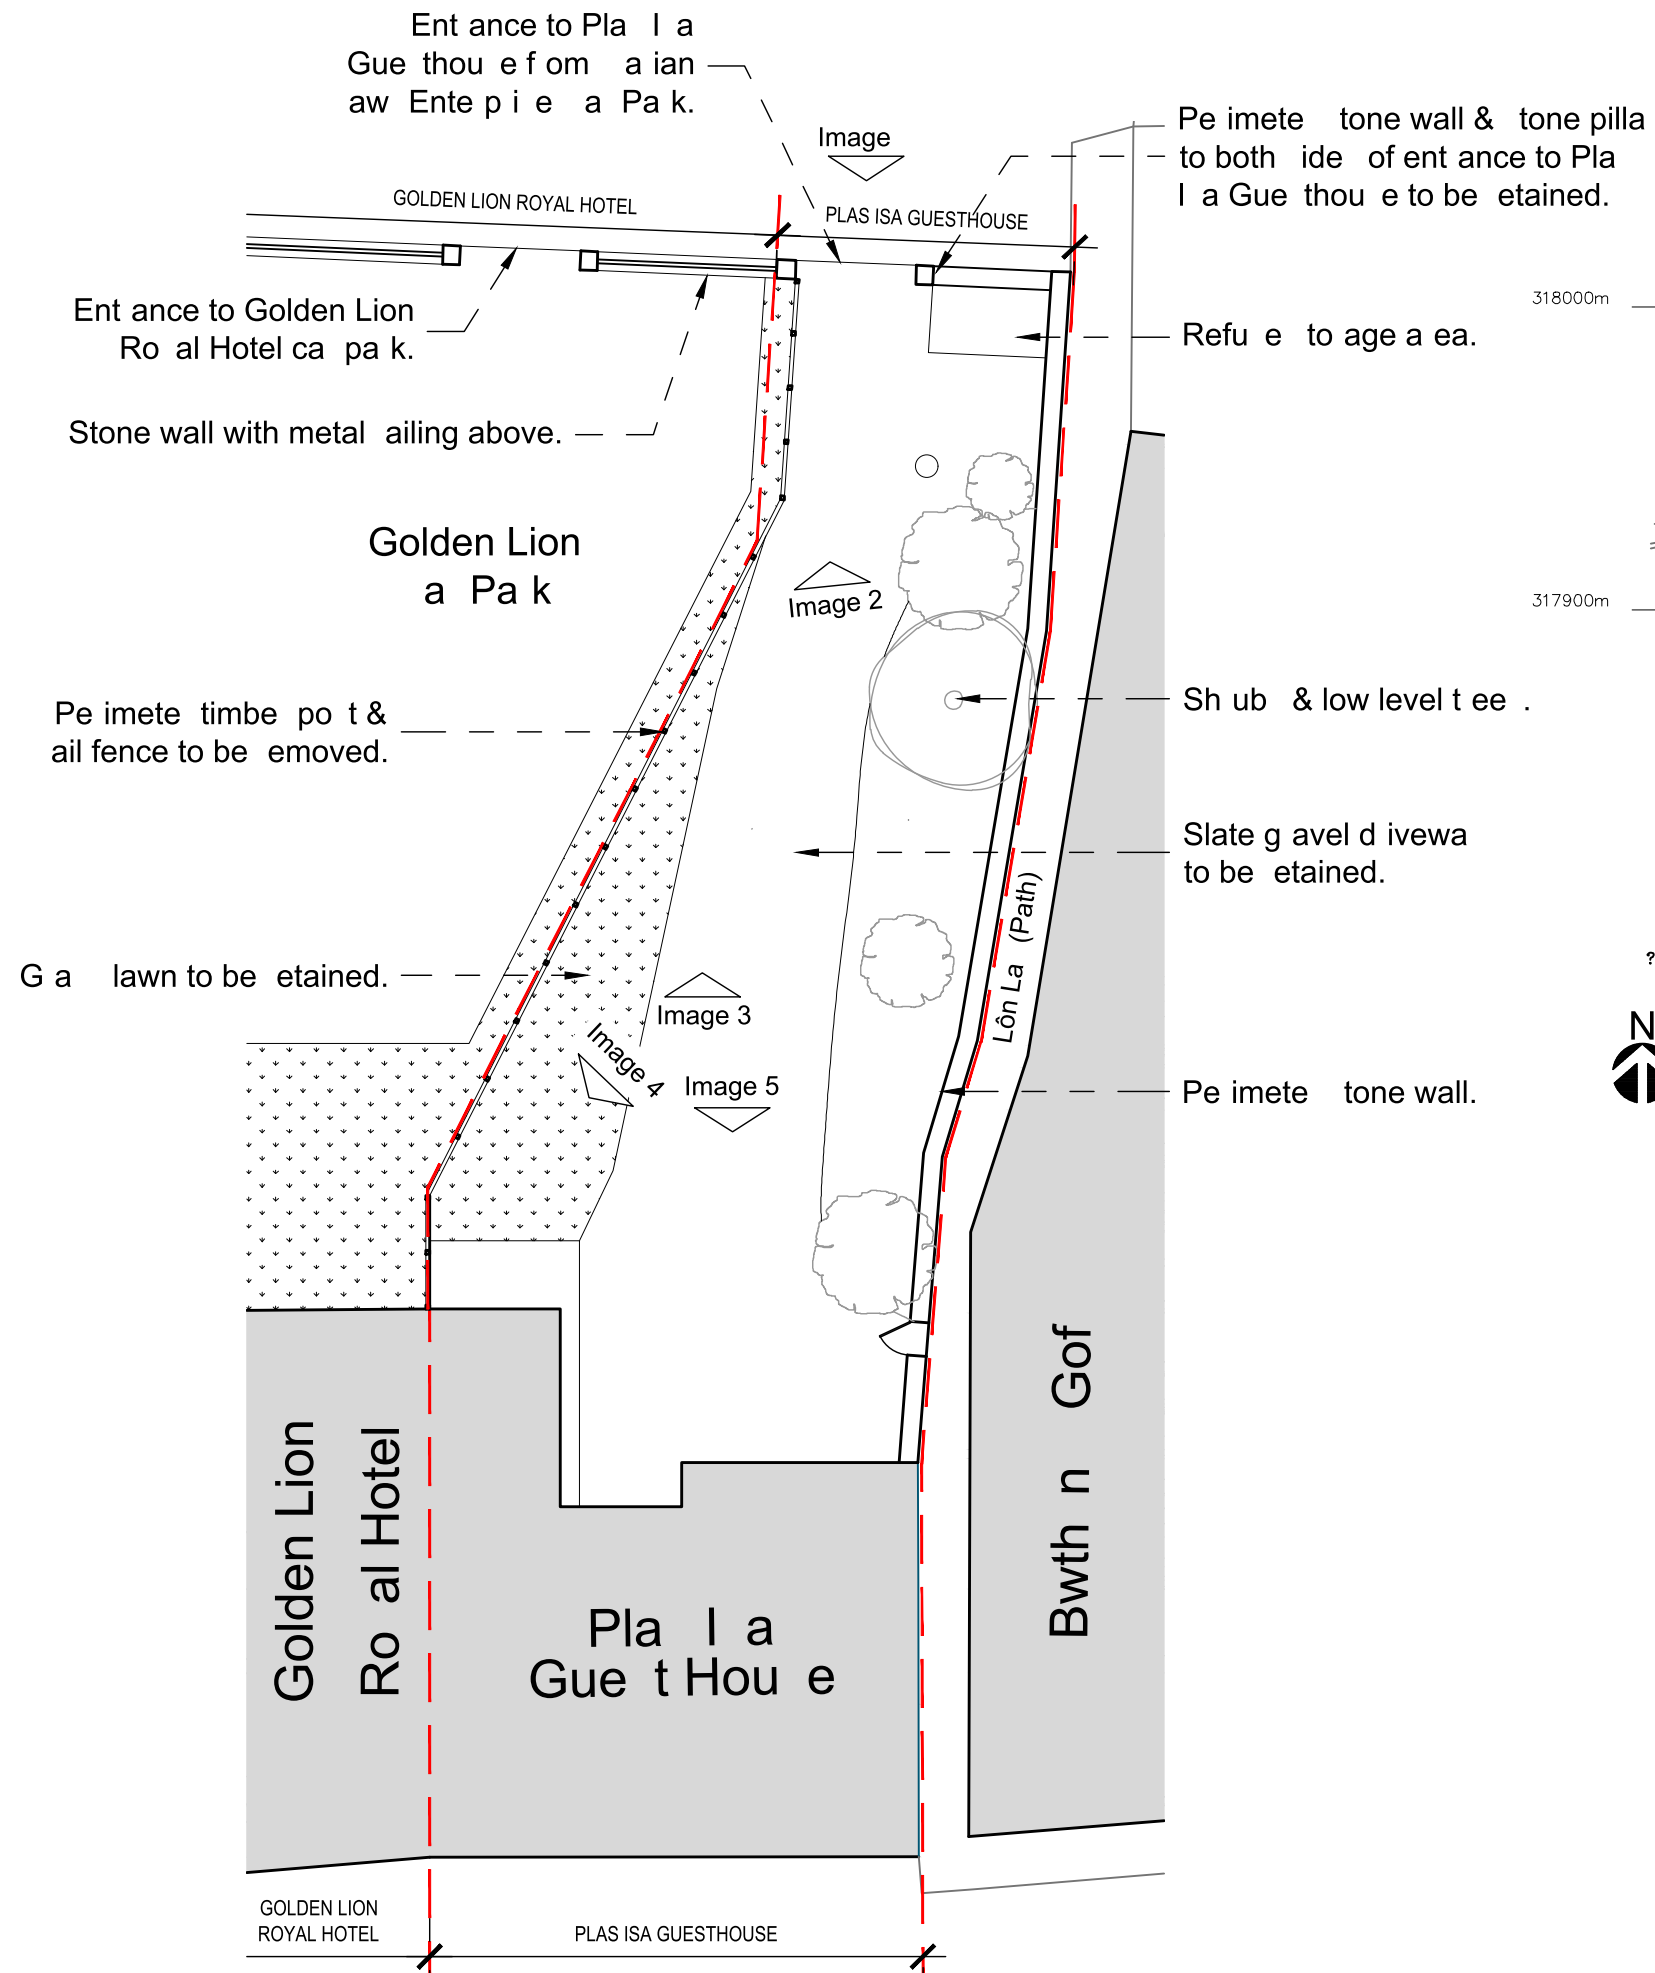 Ent ance to Pla I a
Gue thou e f om a ian
aw Ente p i e a Pa k.
Image
Pe imete tone wall & tone pilla
to both ide of ent ance to Pla
I a Gue thou e to be etained.
GOLDEN LION ROYAL HOTEL
PLAS ISA GUESTHOUSE
Ent ance to Golden Lion
Ro al Hotel ca pa k.
318000m
Refu e to age a ea.
Stone wall with metal ailing above.
Golden Lion
a Pa k
Image 2
317900m
Pe imete timbe po t &
ail fence to be emoved.
Sh ub & low level t ee .
Slate g avel d ivewa
to be etained.
Lôn La (Path)
G a lawn to be etained.
?
N
Image 3
Image 4
Image 5
Pe imete tone wall.
Golden Lion
Ro al Hotel
Bwth n Gof
Pla I a
Gue t Hou e
GOLDEN LION
ROYAL HOTEL
PLAS ISA GUESTHOUSE